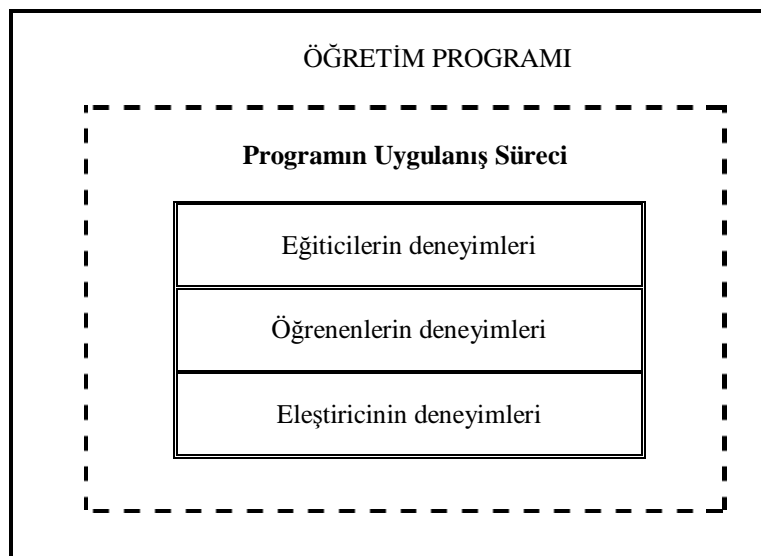 ÖĞRETİM PROGRAMI
Programın Uygulanış Süreci
Eğiticilerin deneyimleri
Öğrenenlerin deneyimleri
Eleştiricinin deneyimleri